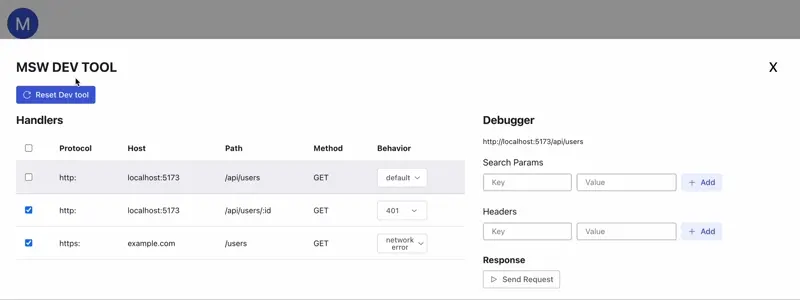 M
MSW DEV TOOL
X
Reset Dev tool
Handlers
Protocol Host Path Method Behavior
http: localhost:5173 /api/users GET default
http: localhost:5173 /api/users/:id GET 401
https: example.com /users GET network error
Debugger
http://localhost:5173/api/users
Search Params
Key Value + Add
Headers
Key Value + Add
Response
Send Request